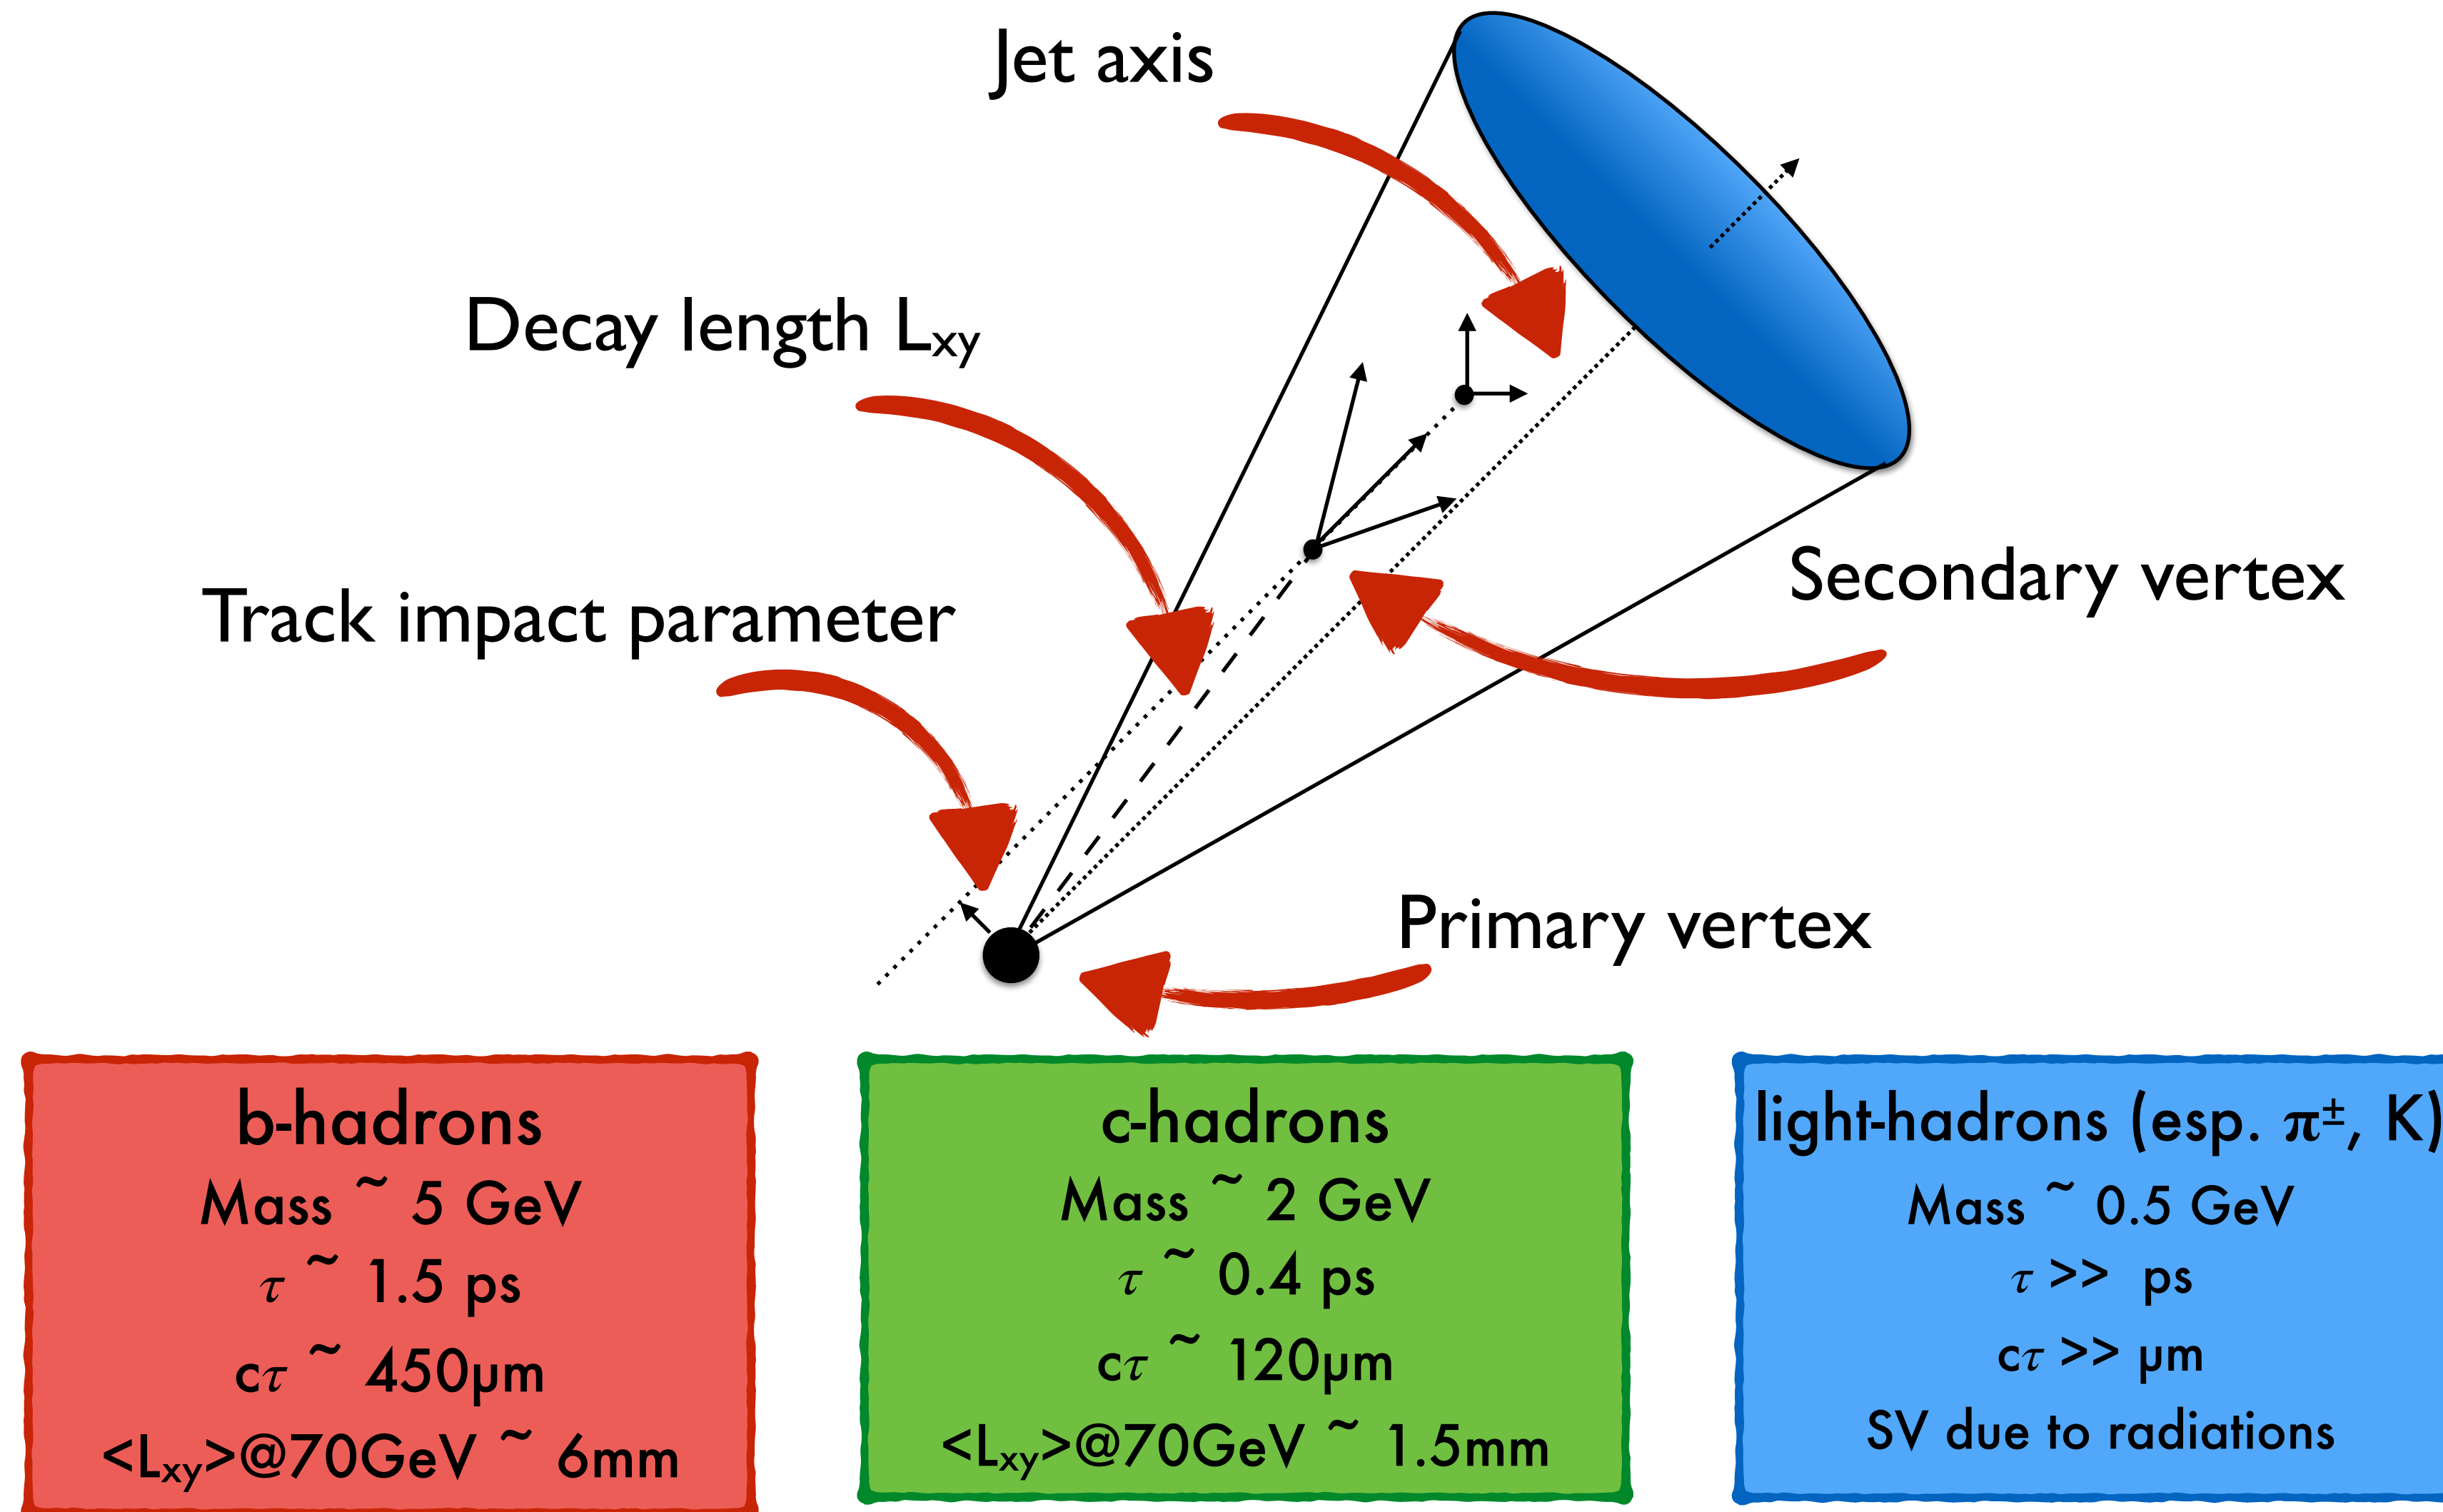 Jet axis
Decay length Lxy
Track impact parameter
Secondary vertex
Primary vertex
b-hadrons
Mass ~ 5 GeV
τ ~ 1.5 ps
cτ ~ 450µm
<Lxy>@70GeV ~ 6mm
c-hadrons
Mass ~ 2 GeV
τ ~ 0.4 ps
cτ ~ 120µm
<Lxy>@70GeV ~ 1.5mm
light-hadrons (esp. π±, K)
Mass ~ 0.5 GeV
τ >> ps
cτ >> µm
SV due to radiations